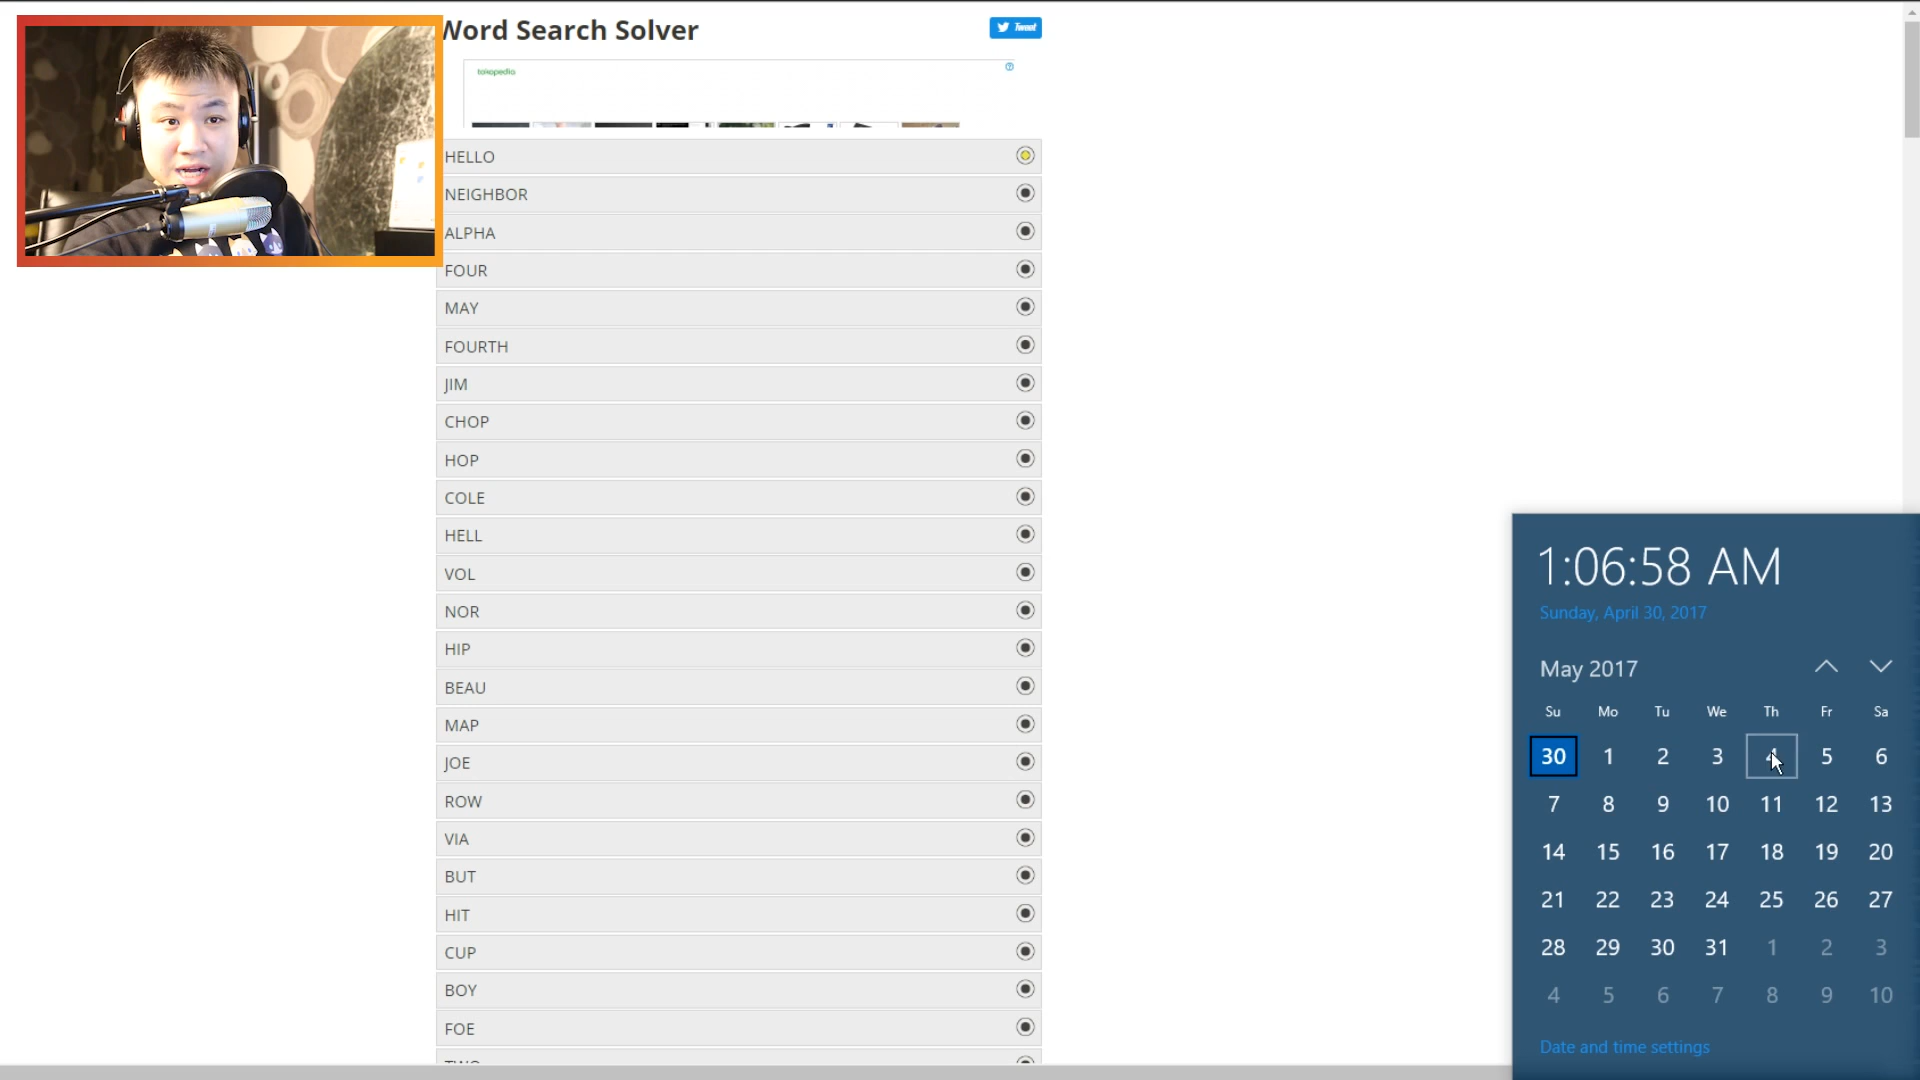 Word Search Solver
Tweet
tokopedia
HELLO
NEIGHBOR
ALPHA
FOUR
MAY
FOURTH
JIM
CHOP
HOP
COLE
HELL
VOL
NOR
HIP
BEAU
MAP
JOE
ROW
VIA
BUT
HIT
CUP
BOY
FOE
TWO
1:06:58 AM
Sunday, April 30, 2017
May 2017
Su Mo Tu We Th Fr Sa
30 1 2 3 4 5 6
7 8 9 10 11 12 13
14 15 16 17 18 19 20
21 22 23 24 25 26 27
28 29 30 31 1 2 3
4 5 6 7 8 9 10
Date and time settings